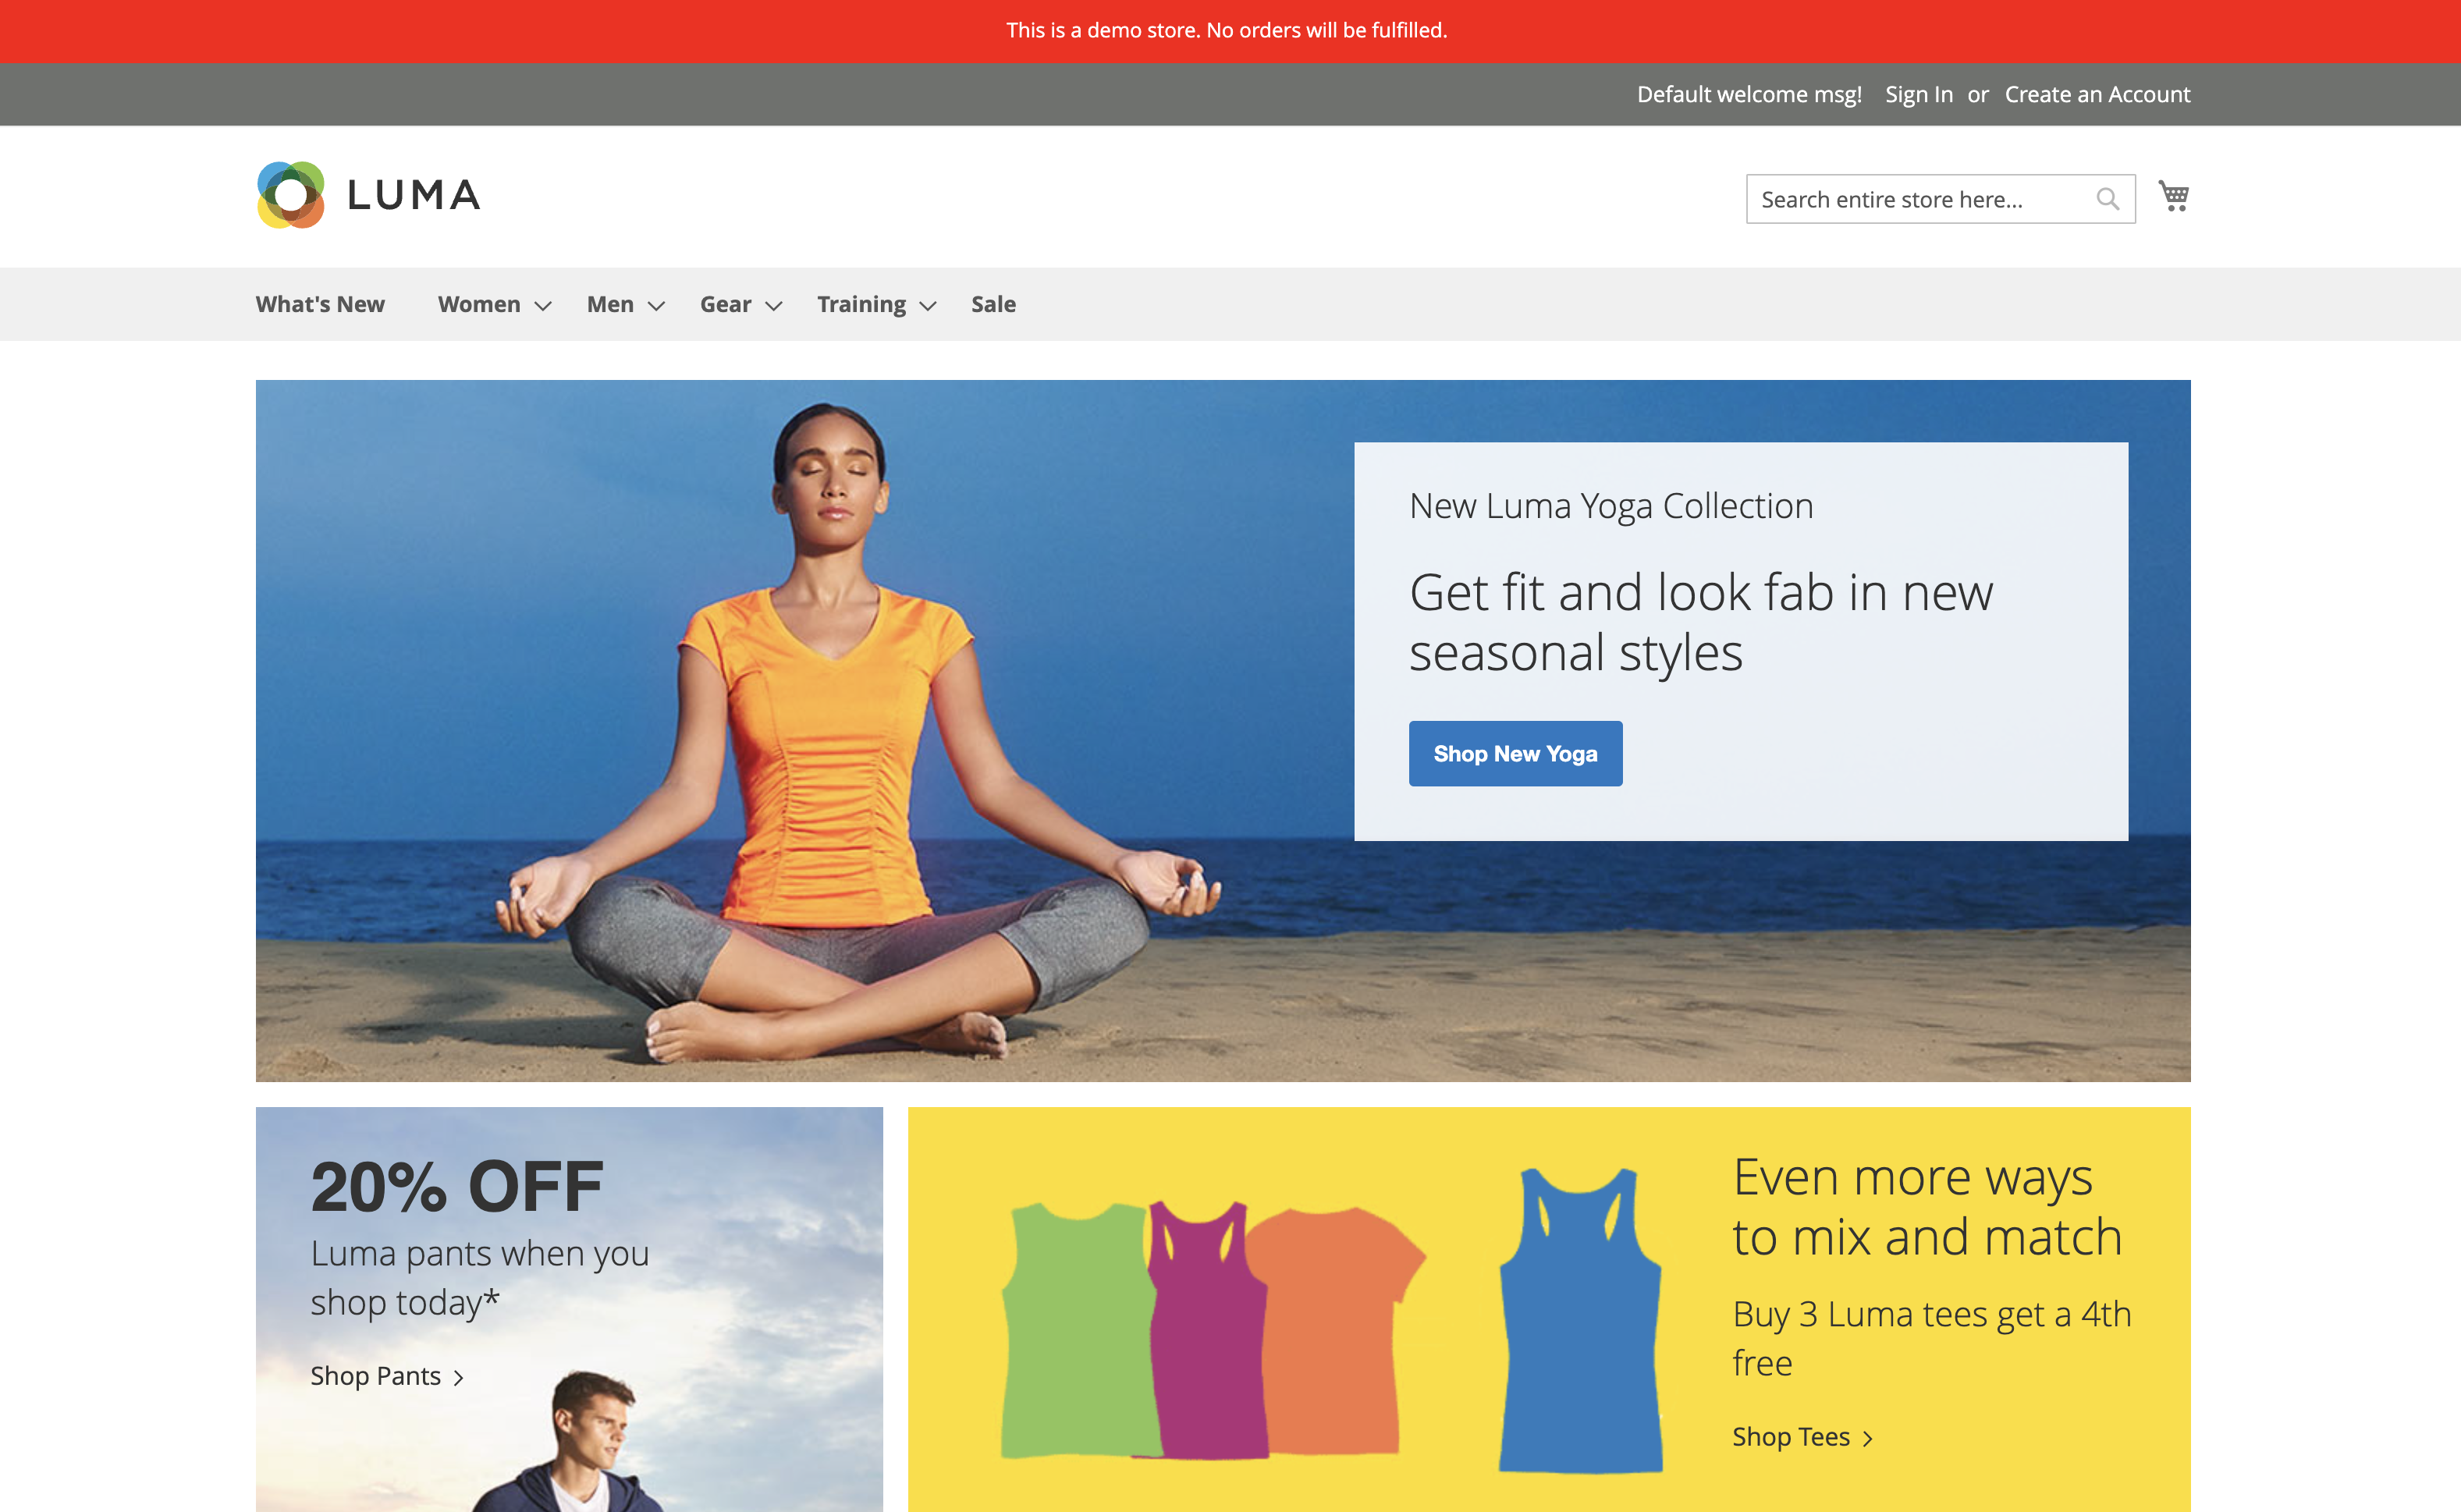 This is a demo store. No orders will be fulfilled.
Default welcome msg! Sign In or Create an Account
LUMA
Search entire store here...
What's New Women Men Gear Training Sale
New Luma Yoga Collection
Get fit and look fab in new
seasonal styles
Shop New Yoga
20% OFF
Luma pants when you
shop today*
Shop Pants
Even more ways
to mix and match
Buy 3 Luma tees get a 4th
free
Shop Tees